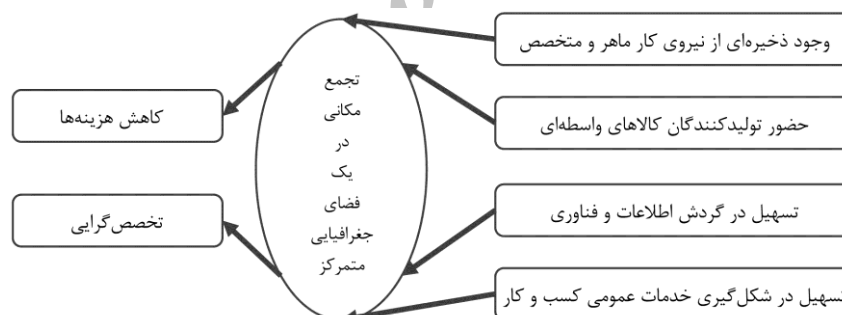 وجود ذخیره‌ای از نیروی کار ماهر و متخصص
حضور تولیدکنندگان کالاهای واسطه‌ای
تسهیل در گردش اطلاعات و فناوری
تسهیل در شکل‌گیری خدمات عمومی کسب و کار
تجمع
مکانی
در
یک
فضای
جغرافیایی
متمرکز
کاهش هزینه‌ها
تخصص‌گرایی